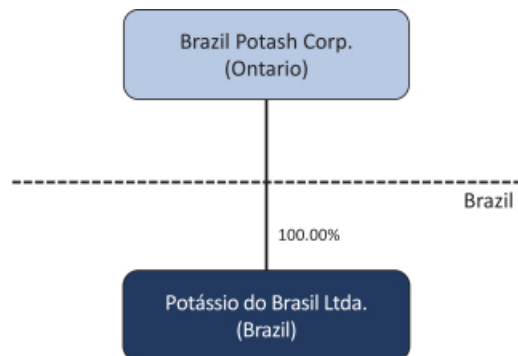 Brazil Potash Corp.
(Ontario)
Brazil
100.00%
Potássio do Brasil Ltda.
(Brazil)